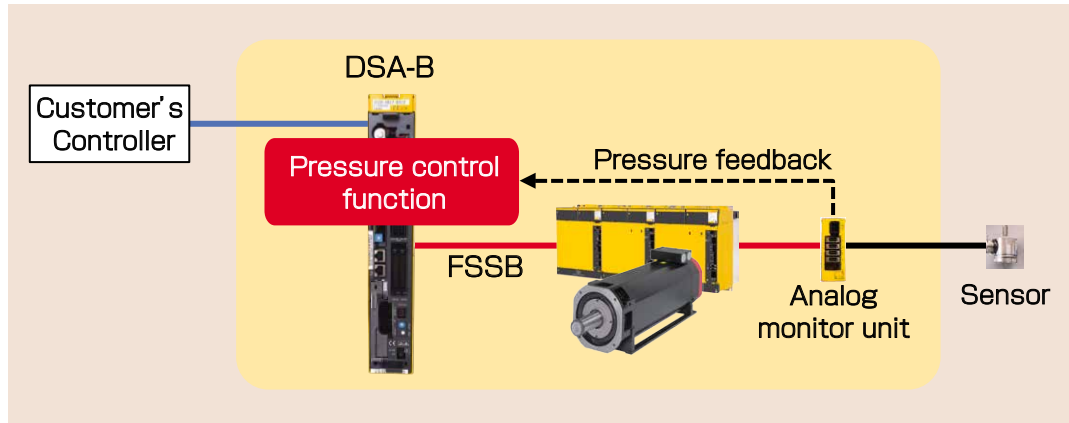 DSA-B
Customer's
Controller
Pressure control
function
Pressure feedback
FSSB
Analog
monitor unit
Sensor